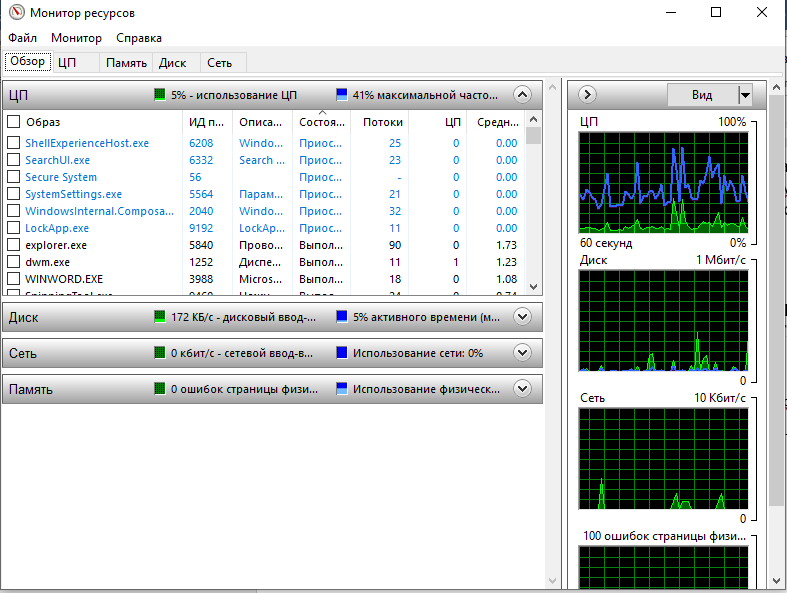 Монитор ресурсов
Файл Монитор Справка
Обзор ЦП Память Диск Сеть
ЦП 5% - использование ЦП 41% максимальной часто...
Образ ИД п... Описа... Состоя... Потоки ЦП Средн...
ShellExperienceHost.exe 6208 Windo... Приос... 25 0 0.00
SearchUI.exe 6332 Search ... Приос... 23 0 0.00
Secure System 56 Приос... - 0 0.00
SystemSettings.exe 5564 Парам... Приос... 21 0 0.00
WindowsInternal.Composa... 2040 Windo... Приос... 32 0 0.00
LockApp.exe 9192 LockAp... Приос... 11 0 0.00
explorer.exe 5840 Прово... Выпол... 90 0 1.73
dwm.exe 1252 Диспе... Выпол... 11 1 1.23
WINWORD.EXE 3988 Micros... Выпол... 18 0 1.08
Диск 172 КБ/с - дисковый ввод-... 5% активного времени (м...
Сеть 0 кбит/с - сетевой ввод-в... Использование сети: 0%
Память 0 ошибок страницы физи... Использование физическ...
Вид
ЦП 100%
60 секунд 0%
Диск 1 Мбит/с
0
Сеть 10 Кбит/с
0
100 ошибок страницы физи...